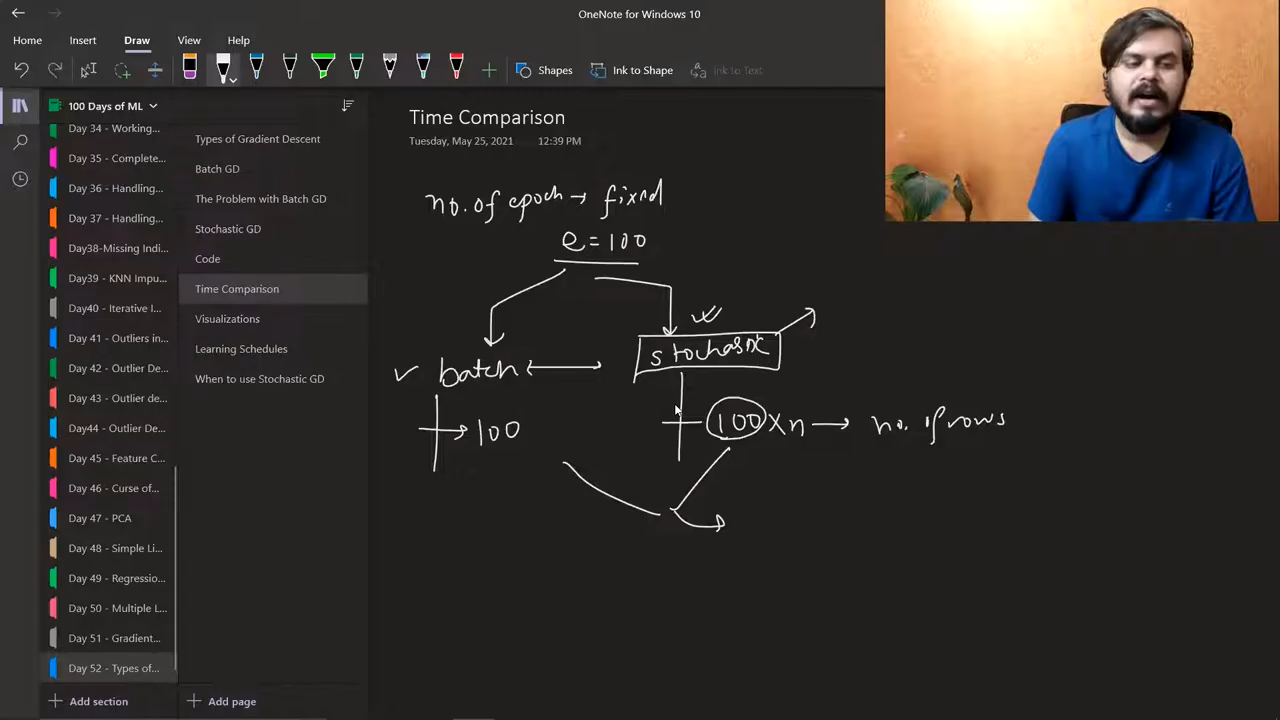 OneNote for Windows 10
Home Insert Draw View Help
Shapes Ink to Shape Ink to Text
100 Days of ML
Day 34 - Working...
Day 35 - Complete...
Day 36 - Handling...
Day 37 - Handling...
Day38-Missing Indi...
Day39 - KNN Impu...
Day40 - Iterative I...
Day 41 - Outliers in...
Day 42 - Outlier De...
Day 43 - Outlier de...
Day44 - Outlier De...
Day 45 - Feature C...
Day 46 - Curse of...
Day 47 - PCA
Day 48 - Simple Li...
Day 49 - Regressio...
Day 50 - Multiple L...
Day 51 - Gradient...
Day 52 - Types of...
Add section
Types of Gradient Descent
Batch GD
The Problem with Batch GD
Stochastic GD
Code
Time Comparison
Visualizations
Learning Schedules
When to use Stochastic GD
Add page
Time Comparison
Tuesday, May 25, 2021 12:39 PM
no. of epoch → fixed
e = 100
batch stochastic
→ 100 100 × n → no. of rows